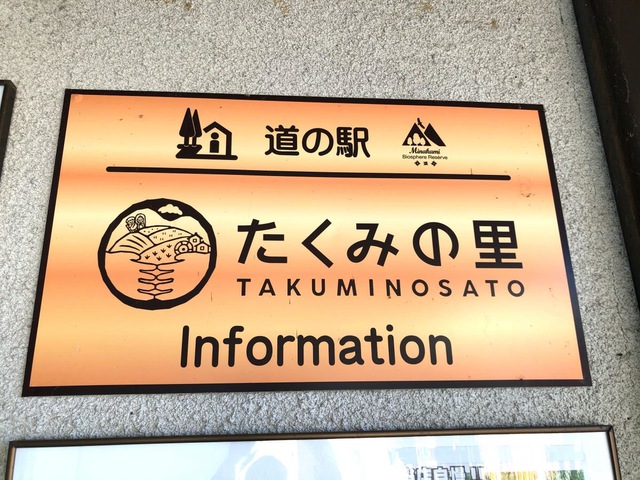 道の駅
Minakami
Biosphere Reserve
たくみの里
TAKUMINOSATO
Information